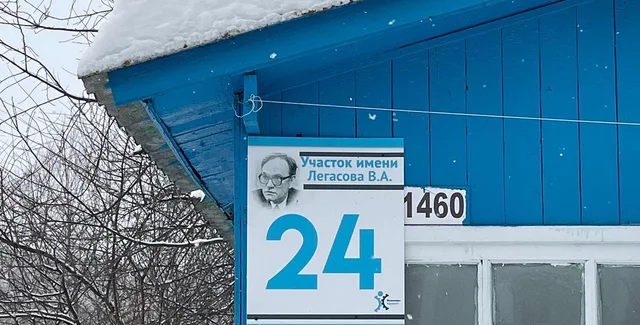 Участок имени
Легасова В.А.
24
1460